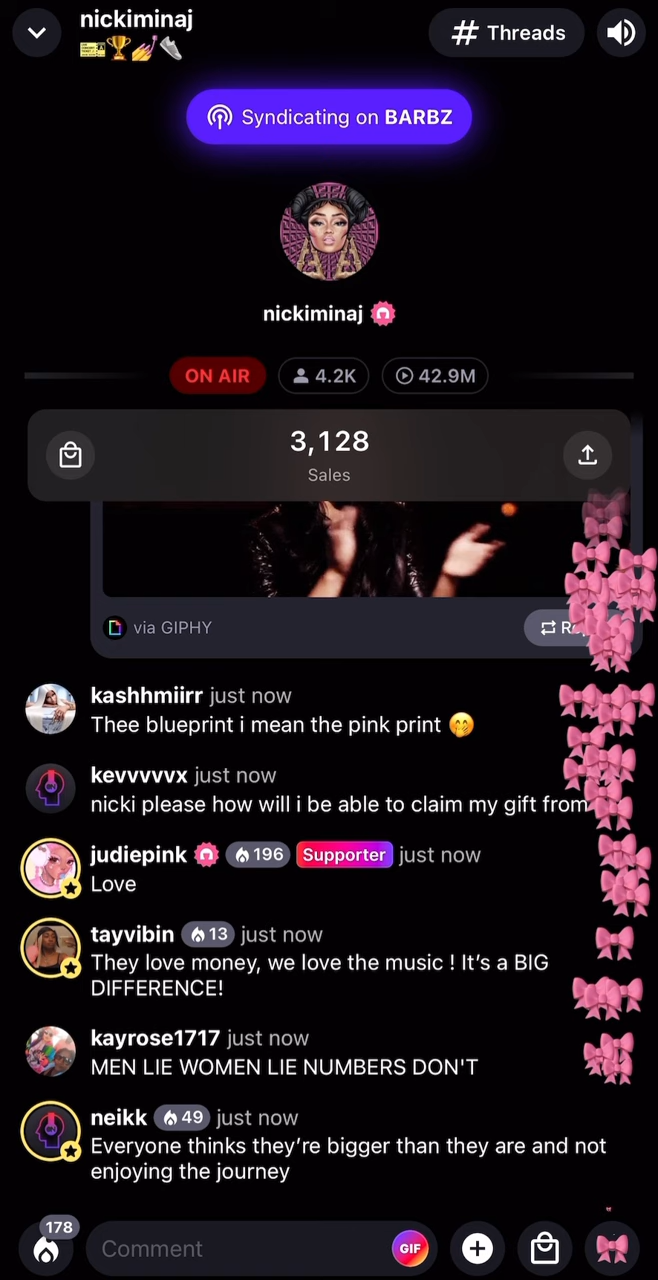 nickiminaj
# Threads
🎫🏆💅👟
Syndicating on BARBZ
nickiminaj
ON AIR
4.2K
42.9M
3,128
Sales
via GIPHY
kashhmiirr just now
Thee blueprint i mean the pink print 🤭
kevvvvvx just now
nicki please how will i be able to claim my gift from
judiepink 196 Supporter just now
Love
tayvibin 13 just now
They love money, we love the music ! It’s a BIG
DIFFERENCE!
kayrose1717 just now
MEN LIE WOMEN LIE NUMBERS DON'T
neikk 49 just now
Everyone thinks they’re bigger than they are and not
enjoying the journey
178
Comment
GIF